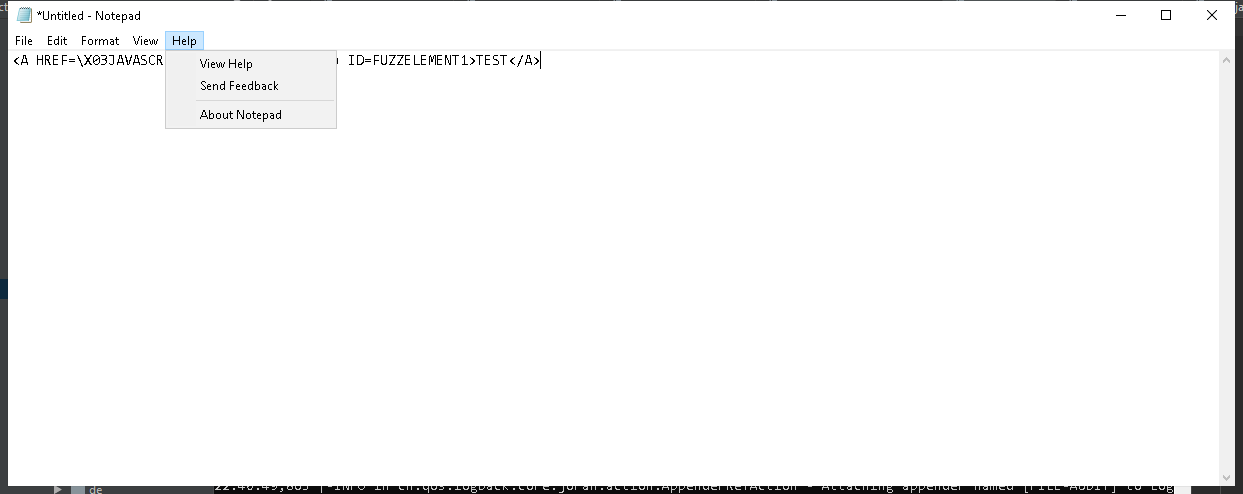 *Untitled - Notepad
File Edit Format View Help
<A HREF=\X03JAVASCR ID=FUZZELEMENT1>TEST</A>
View Help
Send Feedback
About Notepad
de
22:40:49,865 |-INFO in ch.qos.logback.core.joran.action.AppenderRefAction - Attaching appender named [FILE-AUDIT] to Log